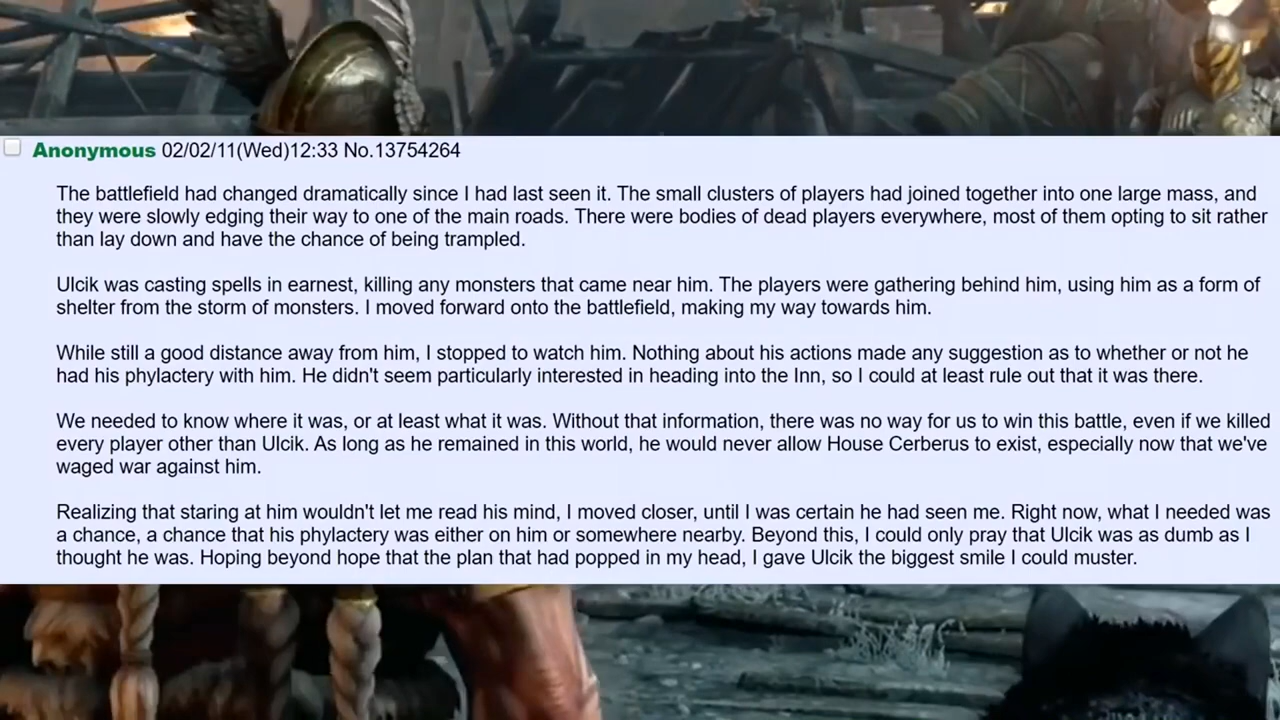 Anonymous 02/02/11(Wed)12:33 No.13754264
The battlefield had changed dramatically since I had last seen it. The small clusters of players had joined together into one large mass, and
they were slowly edging their way to one of the main roads. There were bodies of dead players everywhere, most of them opting to sit rather
than lay down and have the chance of being trampled.
Ulcik was casting spells in earnest, killing any monsters that came near him. The players were gathering behind him, using him as a form of
shelter from the storm of monsters. I moved forward onto the battlefield, making my way towards him.
While still a good distance away from him, I stopped to watch him. Nothing about his actions made any suggestion as to whether or not he
had his phylactery with him. He didn't seem particularly interested in heading into the Inn, so I could at least rule out that it was there.
We needed to know where it was, or at least what it was. Without that information, there was no way for us to win this battle, even if we killed
every player other than Ulcik. As long as he remained in this world, he would never allow House Cerberus to exist, especially now that we've
waged war against him.
Realizing that staring at him wouldn't let me read his mind, I moved closer, until I was certain he had seen me. Right now, what I needed was
a chance, a chance that his phylactery was either on him or somewhere nearby. Beyond this, I could only pray that Ulcik was as dumb as I
thought he was. Hoping beyond hope that the plan that had popped in my head, I gave Ulcik the biggest smile I could muster.